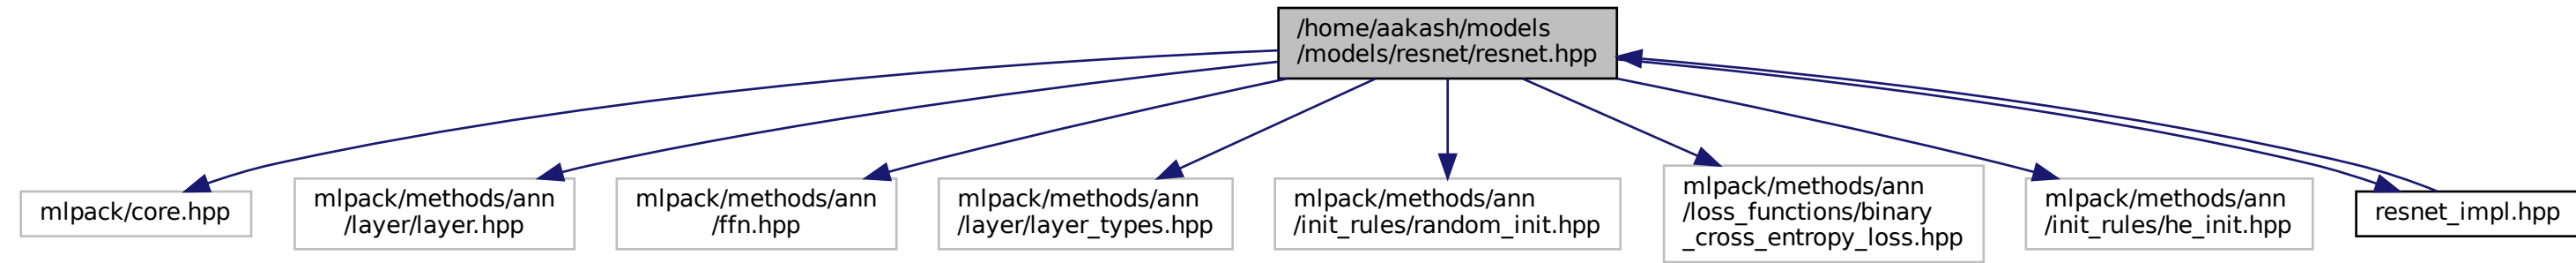 /home/aakash/models
/models/resnet/resnet.hpp
mlpack/core.hpp
mlpack/methods/ann
/layer/layer.hpp
mlpack/methods/ann
/ffn.hpp
mlpack/methods/ann
/layer/layer_types.hpp
mlpack/methods/ann
/init_rules/random_init.hpp
mlpack/methods/ann
/loss_functions/binary
_cross_entropy_loss.hpp
mlpack/methods/ann
/init_rules/he_init.hpp
resnet_impl.hpp